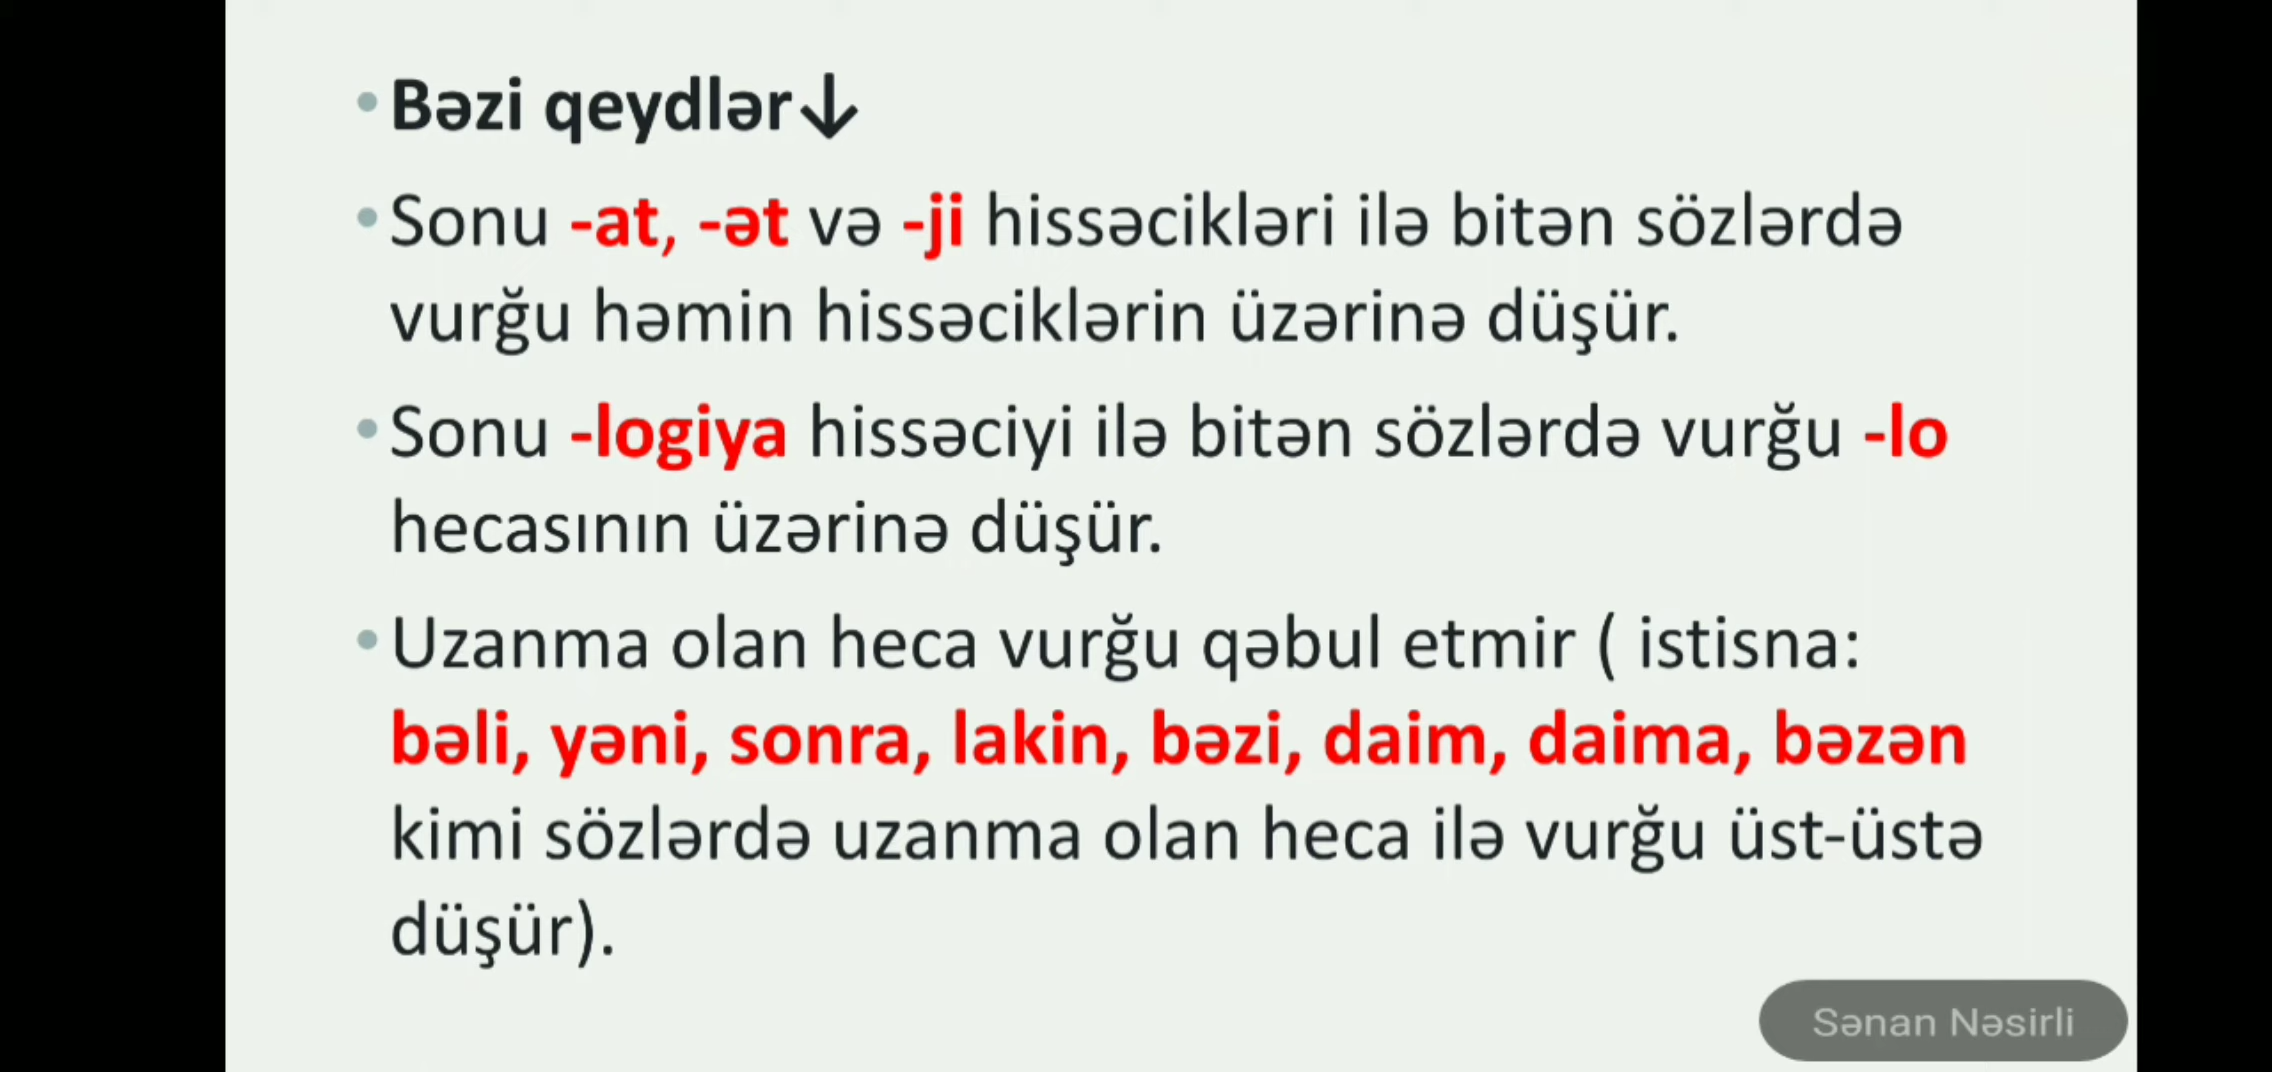 • Bəzi qeydlər↓
• Sonu -at, -ət və -ji hissəcikləri ilə bitən sözlərdə
vurğu həmin hissəciklərin üzərinə düşür.
• Sonu -logiya hissəciyi ilə bitən sözlərdə vurğu -lo
hecasının üzərinə düşür.
• Uzanma olan heca vurğu qəbul etmir ( istisna:
bəli, yəni, sonra, lakin, bəzi, daim, daima, bəzən
kimi sözlərdə uzanma olan heca ilə vurğu üst-üstə
düşür).
Sənan Nəsirli